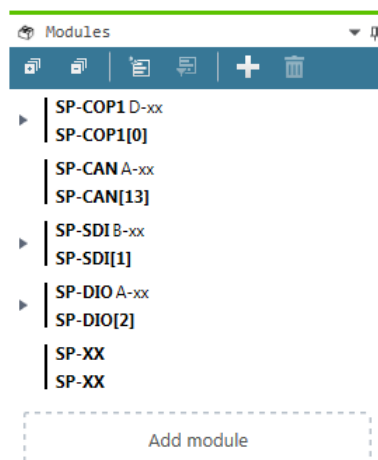 Modules
SP-COP1 D-xx
SP-COP1[0]
SP-CAN A-xx
SP-CAN[13]
SP-SDI B-xx
SP-SDI[1]
SP-DIO A-xx
SP-DIO[2]
SP-XX
SP-XX
Add module